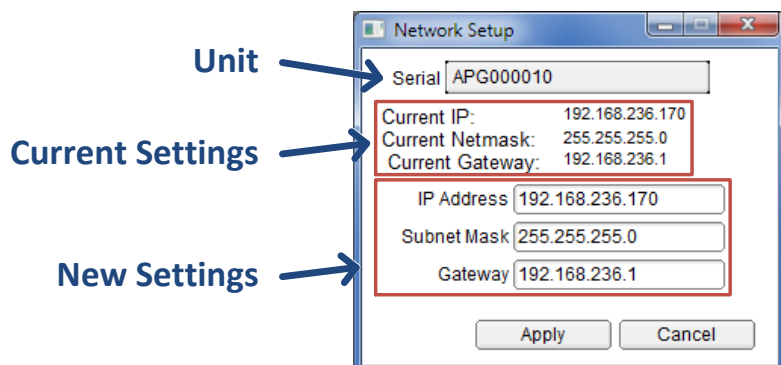 Network Setup
Unit
Serial APG000010
Current Settings
Current IP: 192.168.236.170
Current Netmask: 255.255.255.0
Current Gateway: 192.168.236.1
New Settings
IP Address 192.168.236.170
Subnet Mask 255.255.255.0
Gateway 192.168.236.1
Apply Cancel